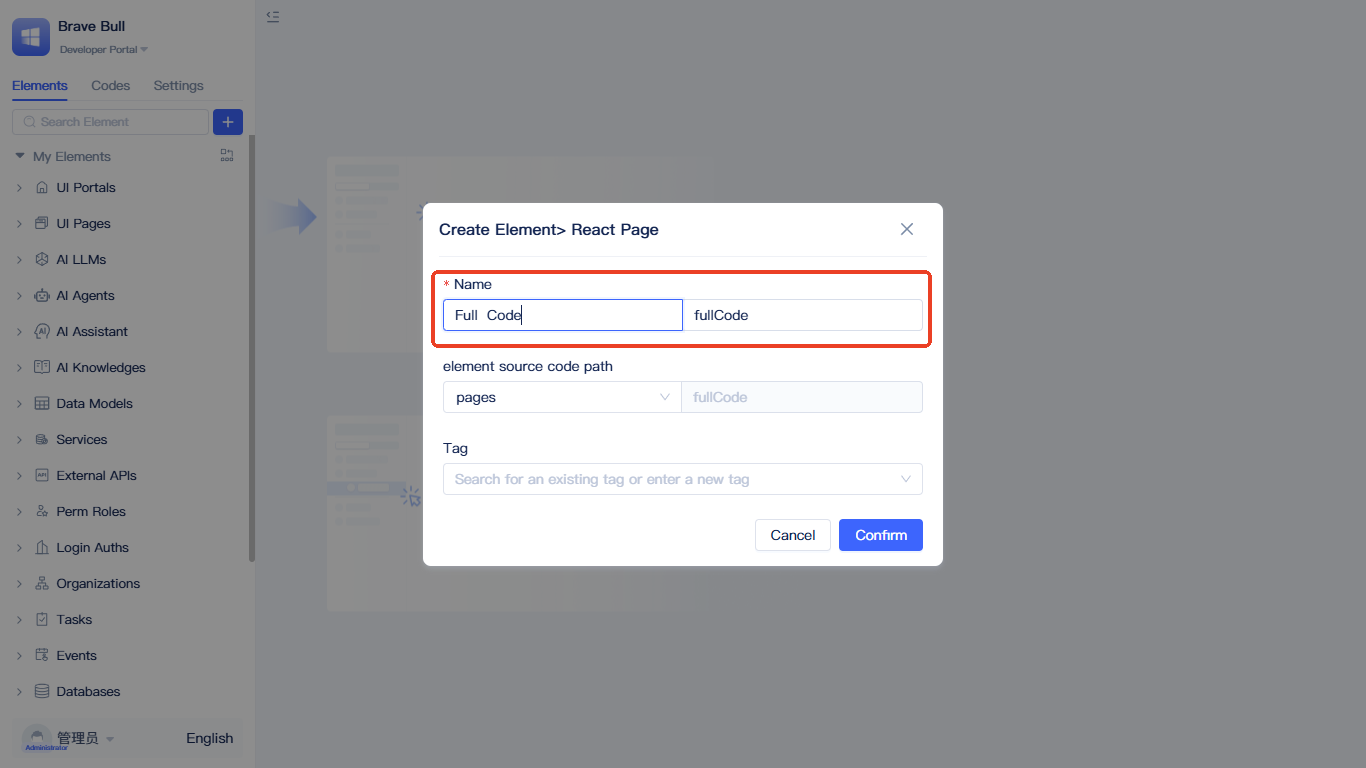 Brave Bull
Developer Portal
Elements Codes Settings
Search Element
My Elements
UI Portals
UI Pages
AI LLMs
AI Agents
AI Assistant
AI Knowledges
Data Models
Services
External APIs
Perm Roles
Login Auths
Organizations
Tasks
Events
Databases
管理员 English
Administrator
Create Element> React Page
* Name
Full Code fullCode
element source code path
pages fullCode
Tag
Search for an existing tag or enter a new tag
Cancel Confirm